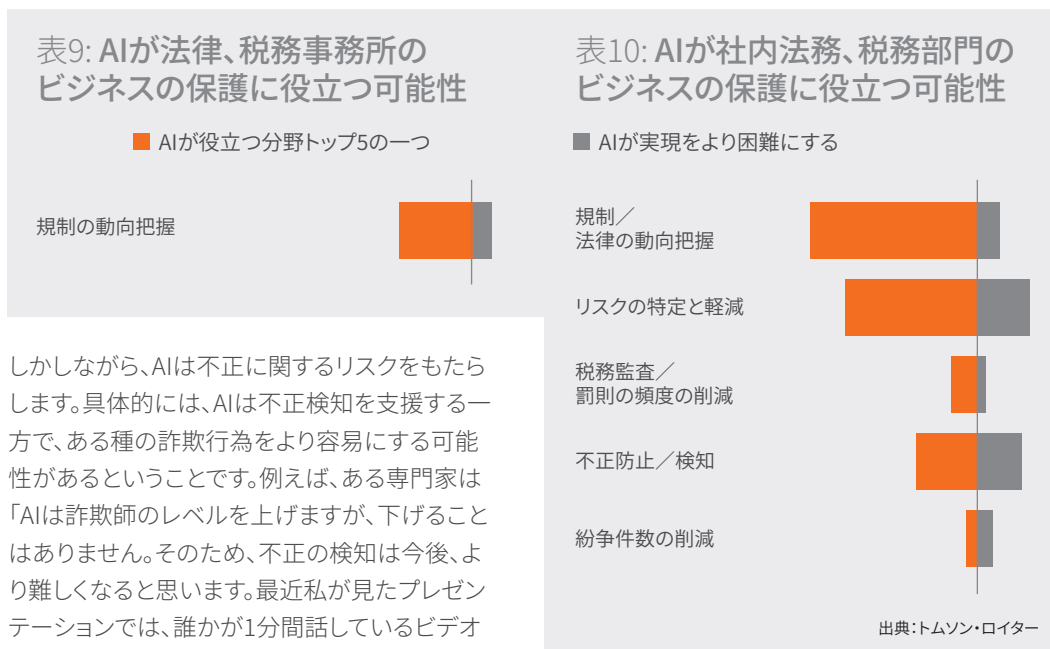 表9: AIが法律、税務事務所の
ビジネスの保護に役立つ可能性
AIが役立つ分野トップ5の一つ
規制の動向把握
しかしながら、AIは不正に関するリスクをもたら
します。具体的には、AIは不正検知を支援する一
方で、ある種の詐欺行為をより容易にする可能
性があるということです。例えば、ある専門家は
「AIは詐欺師のレベルを上げますが、下げること
はありません。そのため、不正の検知は今後、よ
り難しくなると思います。最近私が見たプレゼン
テーションでは、誰かが1分間話しているビデオ
表10: AIが社内法務、税務部門の
ビジネスの保護に役立つ可能性
AIが実現をより困難にする
規制／
法律の動向把握
リスクの特定と軽減
税務監査／
罰則の頻度の削減
不正防止／検知
紛争件数の削減
出典：トムソン・ロイター